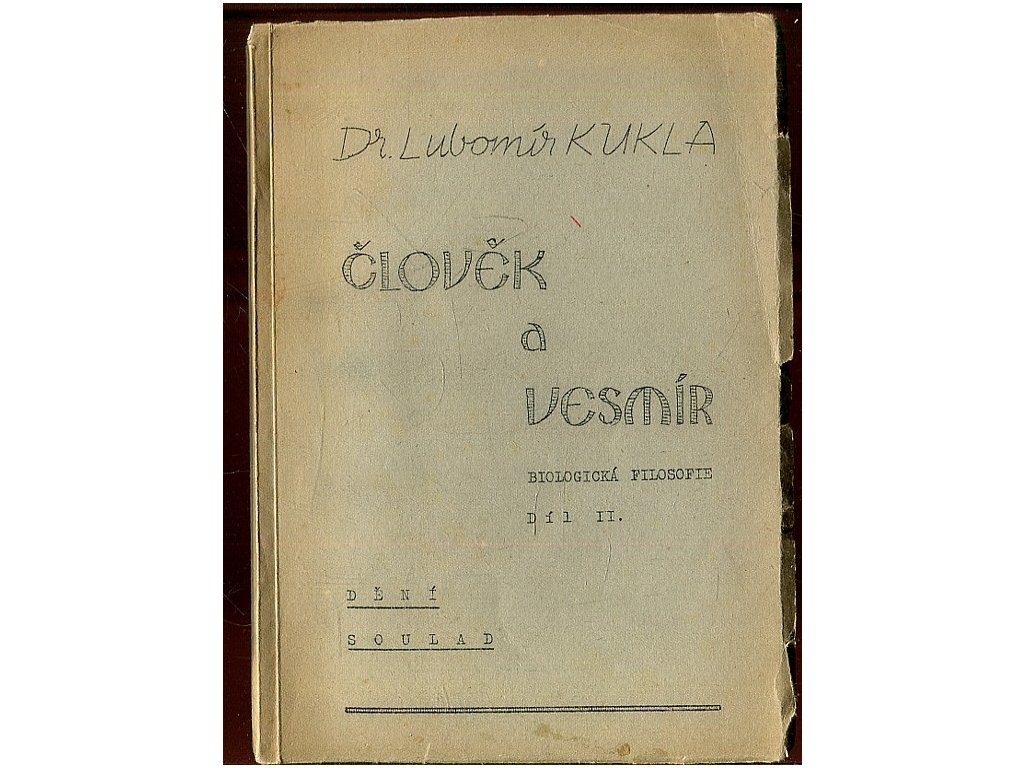 Dr. Lubomír KUKLA
ČLOVĚK
a
VESMÍR
BIOLOGICKÁ FILOSOFIE
Díl II.
DĚNÍ
SOULAD